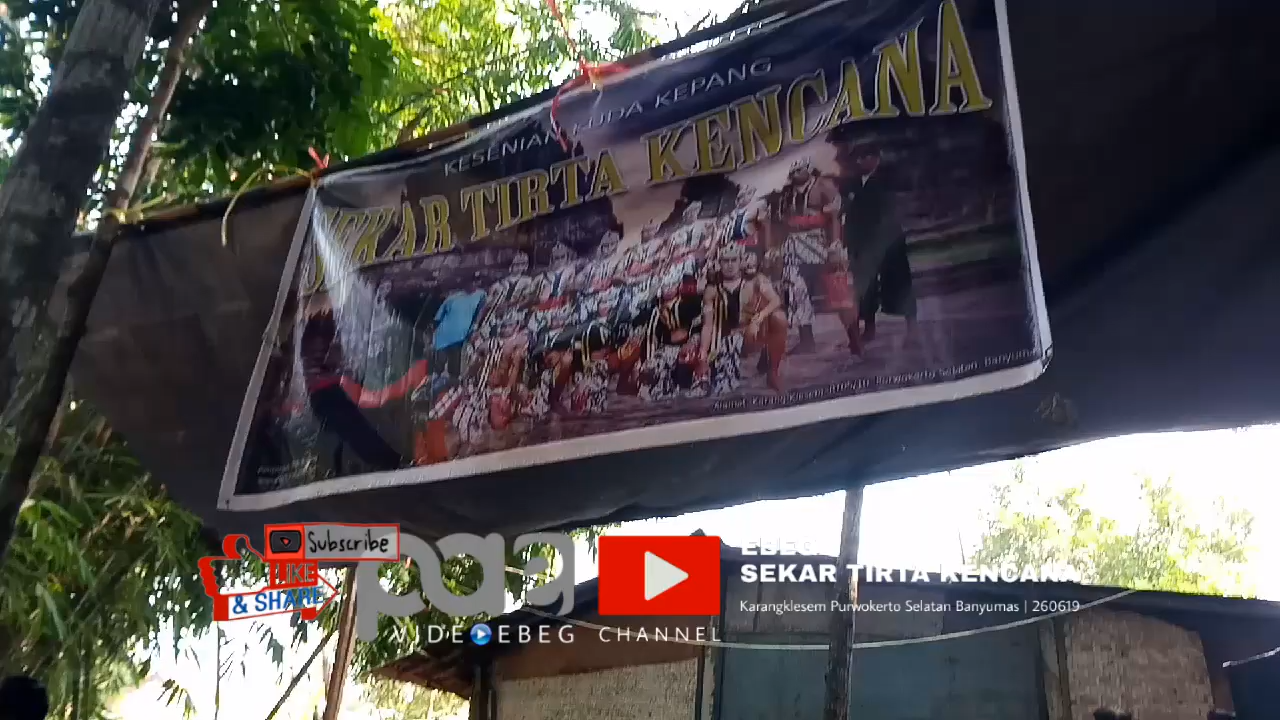 KESENIAN KUDA KEPANG
SEKAR TIRTA KENCANA
Subscribe
LIKE
& SHARE
VIDEO EBEG CHANNEL
EBEG
SEKAR TIRTA KENCANA
Karangklesem Purwokerto Selatan Banyumas | 260619